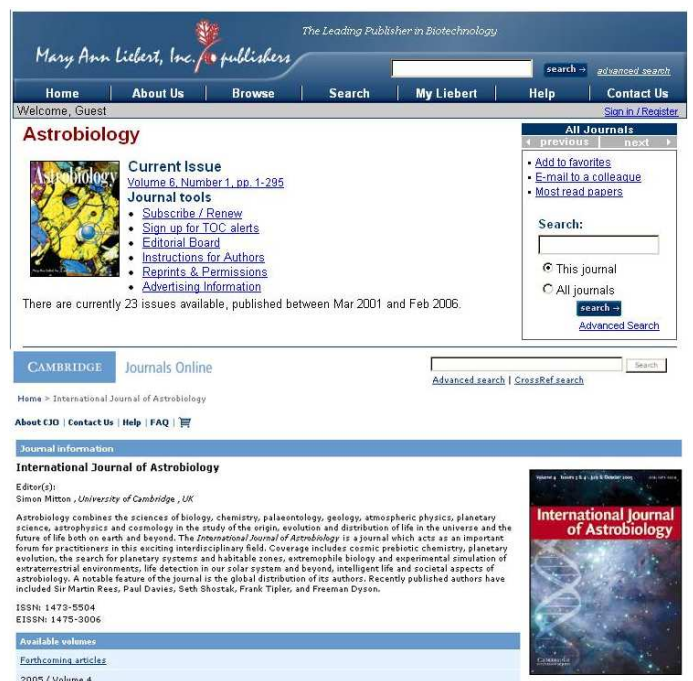 The Leading Publisher in Biotechnology
Mary Ann Liebert, Inc. publishers
search → advanced search
Home | About Us | Browse | Search | My Liebert | Help | Contact Us
Welcome, Guest Sign in / Register
Astrobiology
All Journals
previous | next
Astrobiology
Current Issue
Volume 6, Number 1, pp. 1-295
Journal tools
• Subscribe / Renew
• Sign up for TOC alerts
• Editorial Board
• Instructions for Authors
• Reprints & Permissions
• Advertising Information
There are currently 23 issues available, published between Mar 2001 and Feb 2006.
• Add to favorites
• E-mail to a colleague
• Most read papers
Search:
This journal
All journals
search →
Advanced Search
CAMBRIDGE Journals Online
Search
Advanced search | CrossRef search
Home > International Journal of Astrobiology
About CJO | Contact Us | Help | FAQ |
Journal information
International Journal of Astrobiology
Editor(s):
Simon Mitton , University of Cambridge , UK
Astrobiology combines the sciences of biology, chemistry, palaeontology, geology, atmospheric physics, planetary
science, astrophysics and cosmology in the study of the origin, evolution and distribution of life in the universe and the
future of life both on earth and beyond. The International Journal of Astrobiology is a journal which acts as an important
forum for practitioners in this exciting interdisciplinary field. Coverage includes cosmic prebiotic chemistry, planetary
evolution, the search for planetary systems and habitable zones, extremophile biology and experimental simulation of
extraterrestrial environments, life detection in our solar system and beyond, intelligent life and societal aspects of
astrobiology. A notable feature of the journal is the global distribution of its authors. Recently published authors have
included Sir Martin Rees, Paul Davies, Seth Shostak, Frank Tipler, and Freeman Dyson.
ISSN: 1473-5504
EISSN: 1475-3006
Available volumes
Forthcoming articles
2005 / Volume 4
International Journal
of Astrobiology